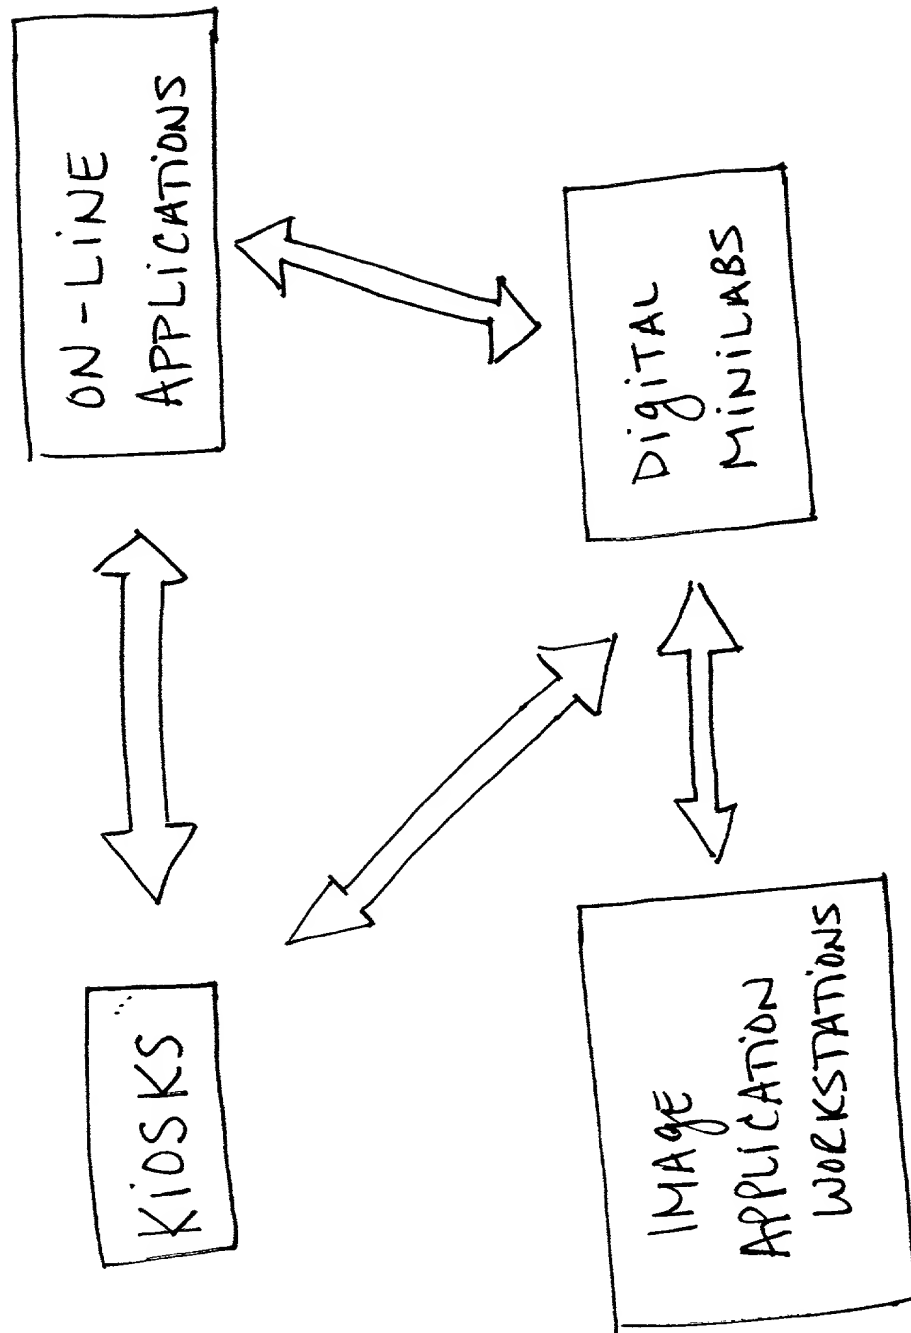 KiOSKS
ON-LiNE
APPLiCATiONS
IMAgE
APPLiCATiON
WORKSTATiONS
DigiTAL
MiNiLABS